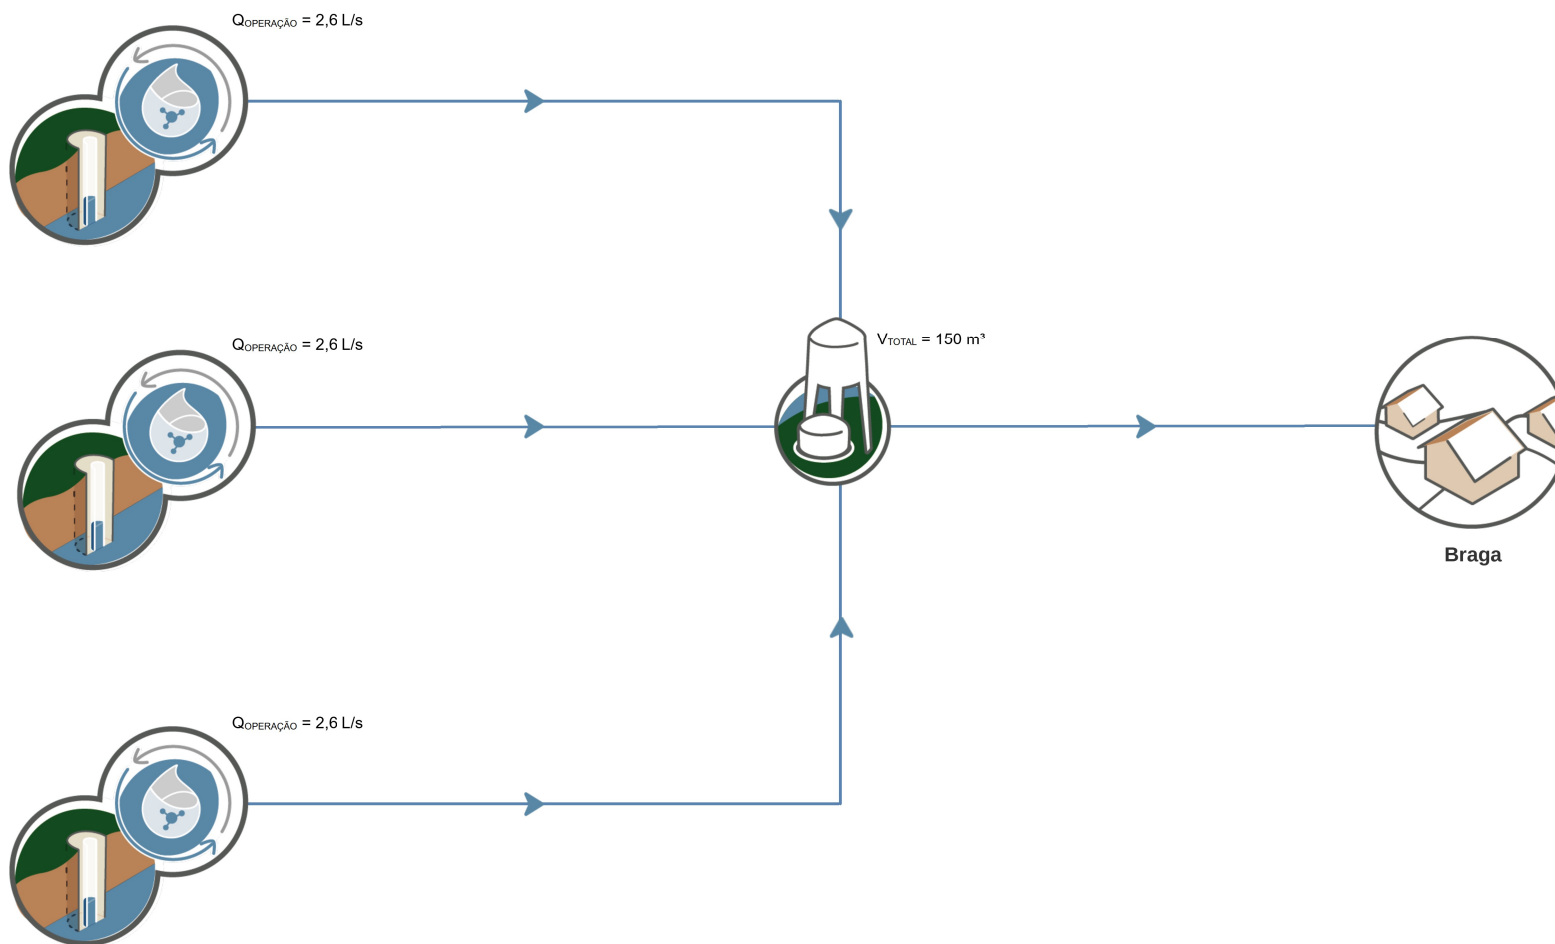 QOPERAÇÃO = 2,6 L/s
QOPERAÇÃO = 2,6 L/s
VTOTAL = 150 m³
Braga
QOPERAÇÃO = 2,6 L/s